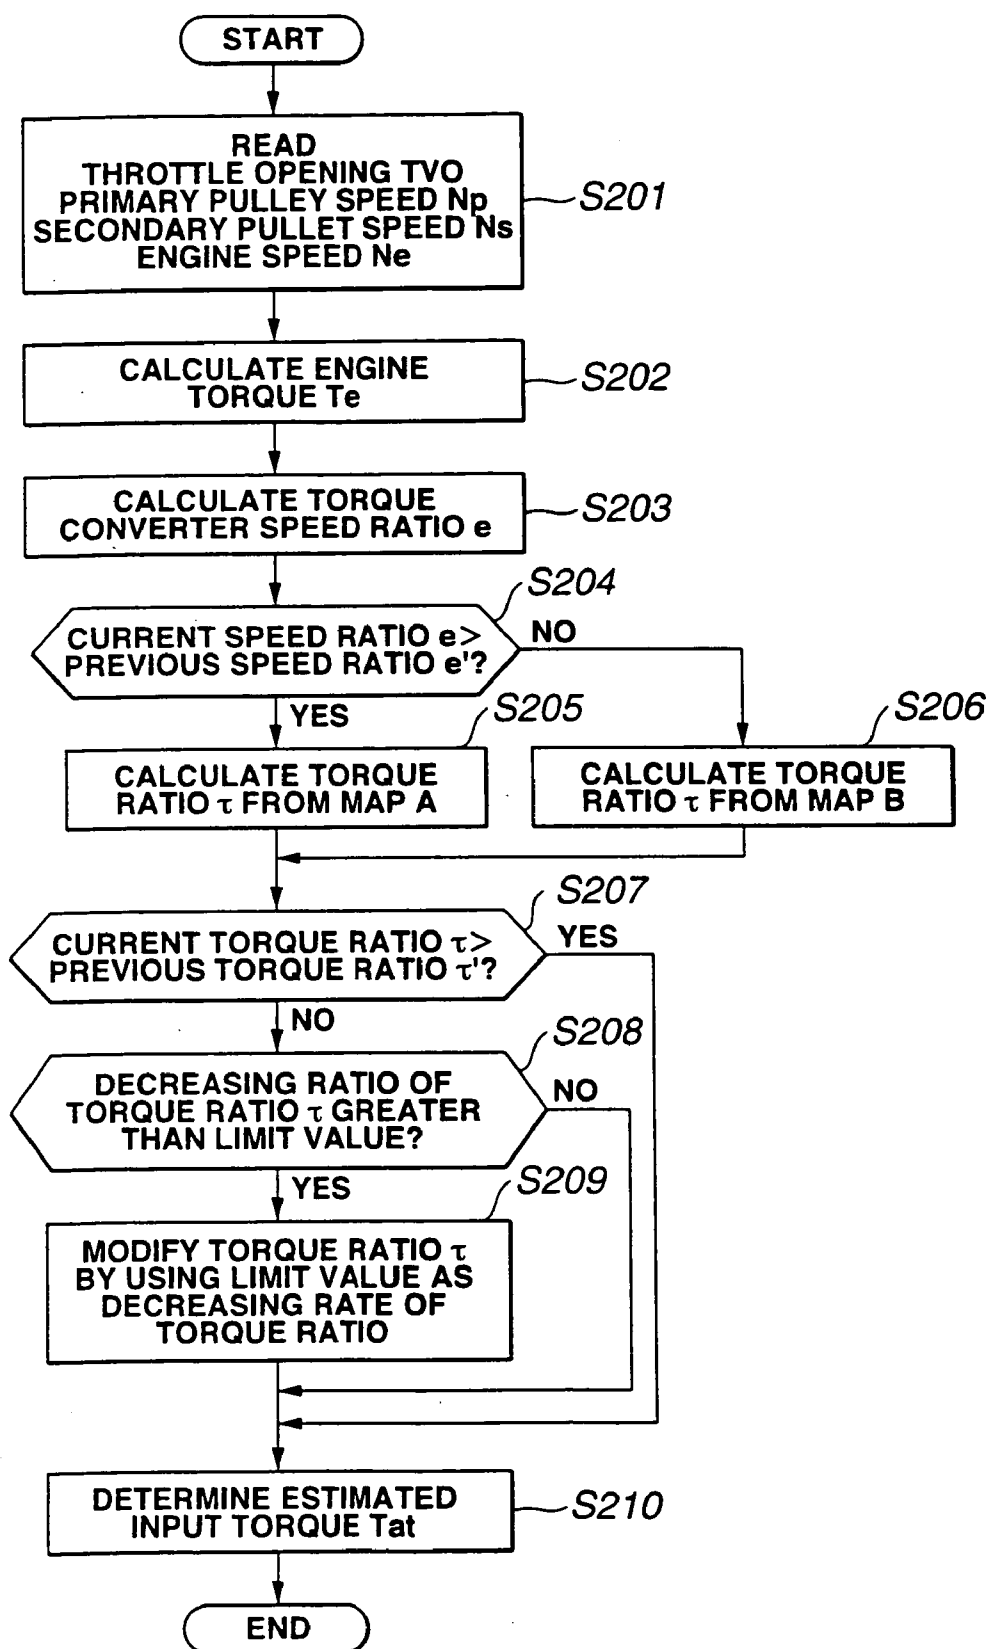 START
READ
THROTTLE OPENING TVO
PRIMARY PULLEY SPEED Np
SECONDARY PULLET SPEED Ns
ENGINE SPEED Ne
S201
CALCULATE ENGINE
TORQUE Te
S202
CALCULATE TORQUE
CONVERTER SPEED RATIO e
S203
S204
CURRENT SPEED RATIO e>
PREVIOUS SPEED RATIO e'?
NO
YES
S205
CALCULATE TORQUE
RATIO τ FROM MAP A
S206
CALCULATE TORQUE
RATIO τ FROM MAP B
S207
CURRENT TORQUE RATIO τ>
PREVIOUS TORQUE RATIO τ'?
YES
NO
S208
DECREASING RATIO OF
TORQUE RATIO τ GREATER
THAN LIMIT VALUE?
NO
YES
S209
MODIFY TORQUE RATIO τ
BY USING LIMIT VALUE AS
DECREASING RATE OF
TORQUE RATIO
DETERMINE ESTIMATED
INPUT TORQUE Tat
S210
END